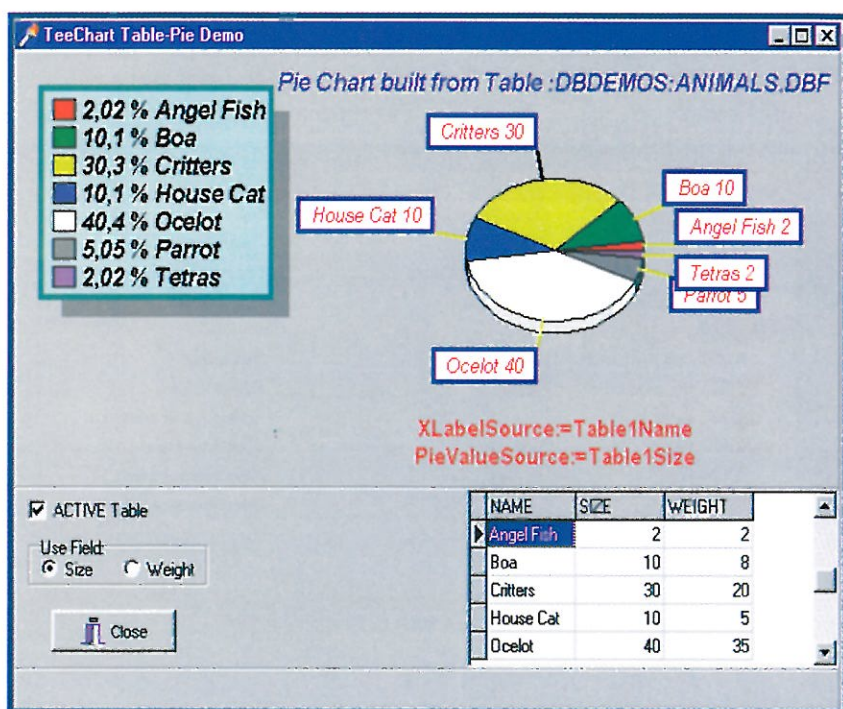 TeeChart Table-Pie Demo
Pie Chart built from Table :DBDEMOS:ANIMALS.DBF
2,02 % Angel Fish
10,1 % Boa
30,3 % Critters
10,1 % House Cat
40,4 % Ocelot
5,05 % Parrot
2,02 % Tetras
Critters 30
Boa 10
House Cat 10
Angel Fish 2
Tetras 2
Parrot 5
Ocelot 40
XLabelSource:=Table1Name
PieValueSource:=Table1Size
ACTIVE Table
Use Field:
Size Weight
Close
NAME SIZE WEIGHT
Angel Fish 2 2
Boa 10 8
Critters 30 20
House Cat 10 5
Ocelot 40 35